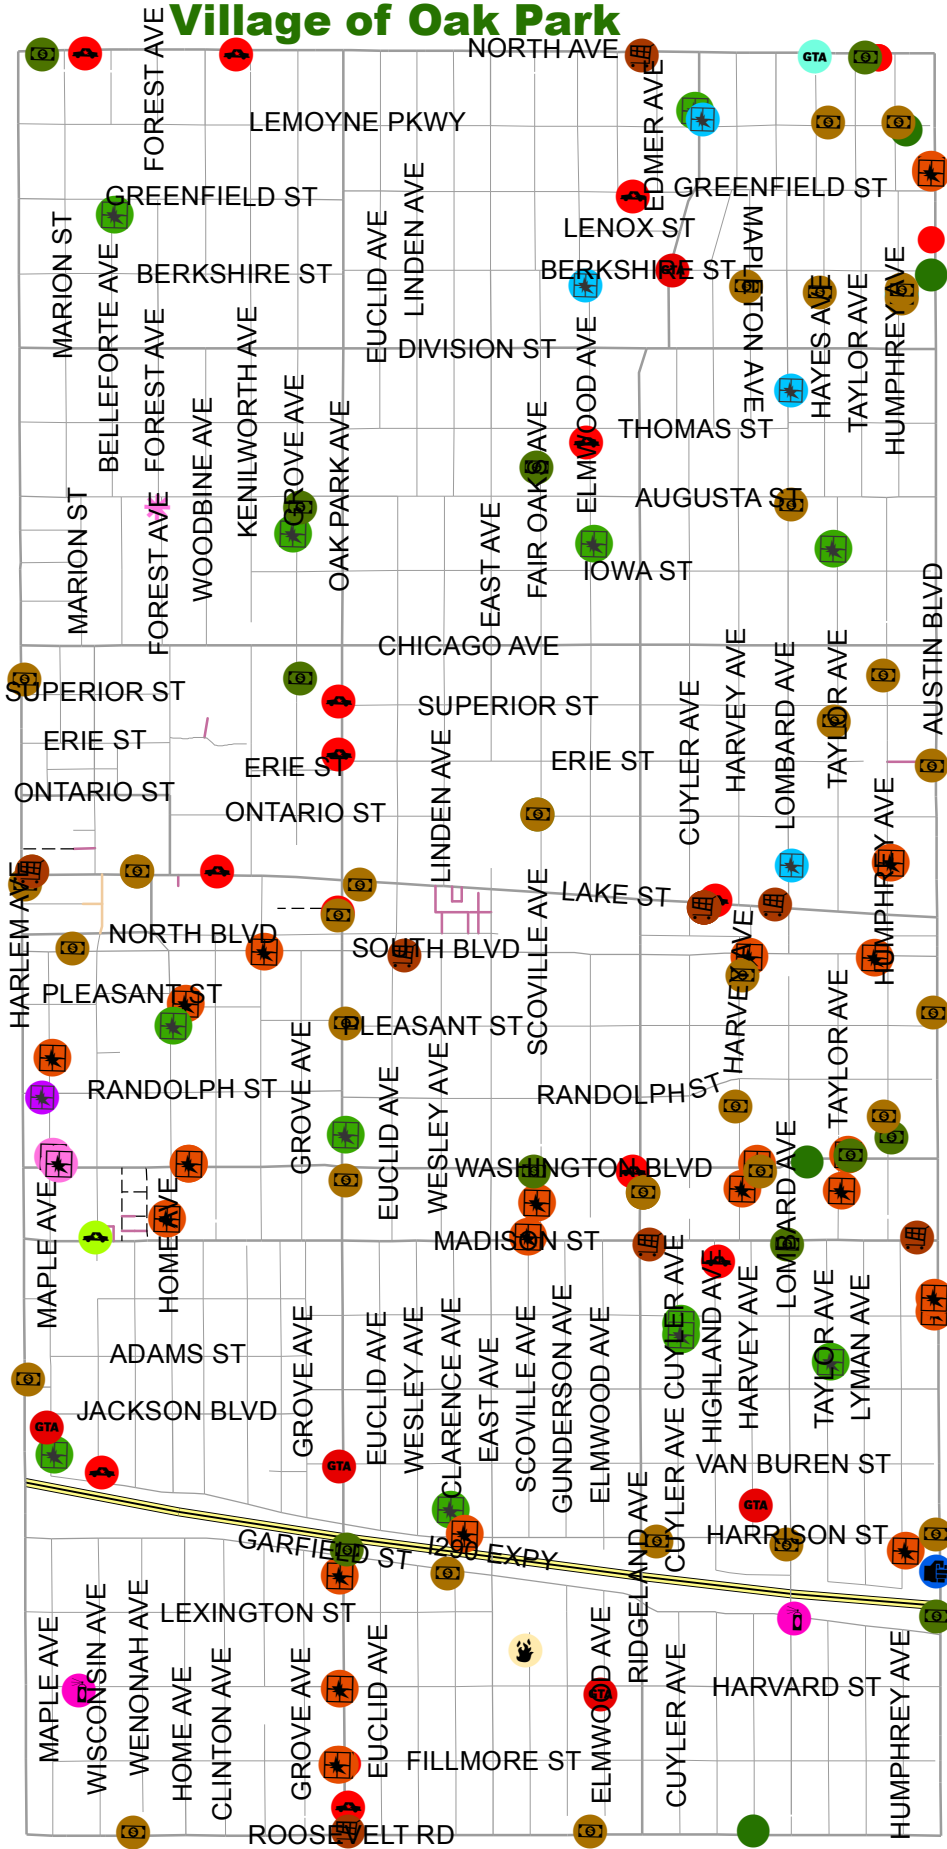 Village of Oak Park
NORTH AVE
GTA
FOREST AVE
EDMER AVE
LEMOYNE PKWY
GREENFIELD ST
GREENFIELD ST
LENOX ST
BERKSHIRE ST
BERKSHIRE ST
GTA
MARION ST
BELLEFORTE AVE
FOREST AVE
KENILWORTH AVE
EUCLID AVE
LINDEN AVE
MAPLETON AVE
HAYES AVE
TAYLOR AVE
HUMPHREY AVE
DIVISION ST
WOODBINE AVE
GROVE AVE
OAK PARK AVE
FAIR OAKS AVE
ELMWOOD AVE
THOMAS ST
AUGUSTA ST
MARION ST
FOREST AVE
EAST AVE
IOWA ST
AUSTIN BLVD
CHICAGO AVE
SUPERIOR ST
SUPERIOR ST
CUYLER AVE
HARVEY AVE
LOMBARD AVE
TAYLOR AVE
ERIE ST
ERIE ST
ERIE ST
LINDEN AVE
ONTARIO ST
ONTARIO ST
HUMPHREY AVE
HARLEM AVE
LAKE ST
SCOVILLE AVE
NORTH BLVD
SOUTH BLVD
HARVEY AVE
PLEASANT ST
PLEASANT ST
TAYLOR AVE
GROVE AVE
EUCLID AVE
WESLEY AVE
RANDOLPH ST
RANDOLPH ST
WASHINGTON BLVD
LOMBARD AVE
MAPLE AVE
HOME AVE
MADISON ST
CUYLER AVE
HIGHLAND AVE
HARVEY AVE
TAYLOR AVE
LYMAN AVE
ADAMS ST
GROVE AVE
EUCLID AVE
WESLEY AVE
CLARENCE AVE
EAST AVE
SCOVILLE AVE
GUNDERSON AVE
ELMWOOD AVE
CUYLER AVE
JACKSON BLVD
GTA
GTA
VAN BUREN ST
GTA
HARRISON ST
GARFIELD ST
I290 EXPY
RIDGELAND AVE
LEXINGTON ST
MAPLE AVE
WISCONSIN AVE
WENONAH AVE
HOME AVE
CLINTON AVE
GROVE AVE
EUCLID AVE
ELMWOOD AVE
GTA
CUYLER AVE
HARVARD ST
HUMPHREY AVE
FILLMORE ST
ROOSEVELT RD